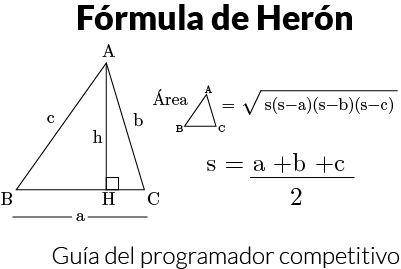 Fórmula de Herón
A
c
b
h
B
H
C
a
Área
A
B
C
= √s(s−a)(s−b)(s−c)
s = a +b +c
2
Guía del programador competitivo